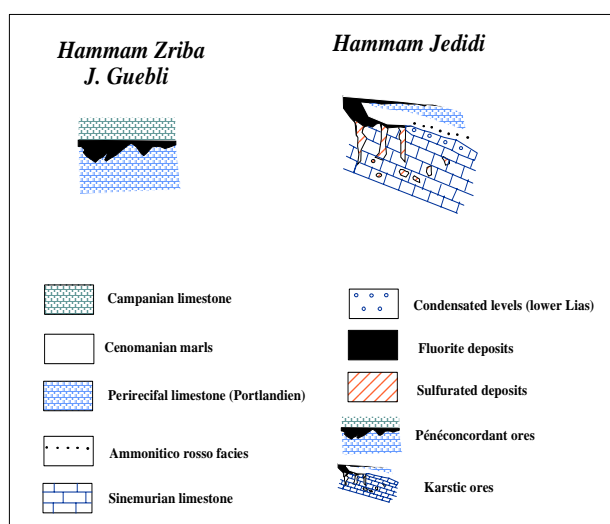 Hammam Zriba
J. Guebli
Hammam Jedidi
Campanian limestone
Cenomanian marls
Perirecifal limestone (Portlandien)
Ammonitico rosso facies
Sinemurian limestone
Condensated levels (lower Lias)
Fluorite deposits
Sulfurated deposits
Pénéconcordant ores
Karstic ores